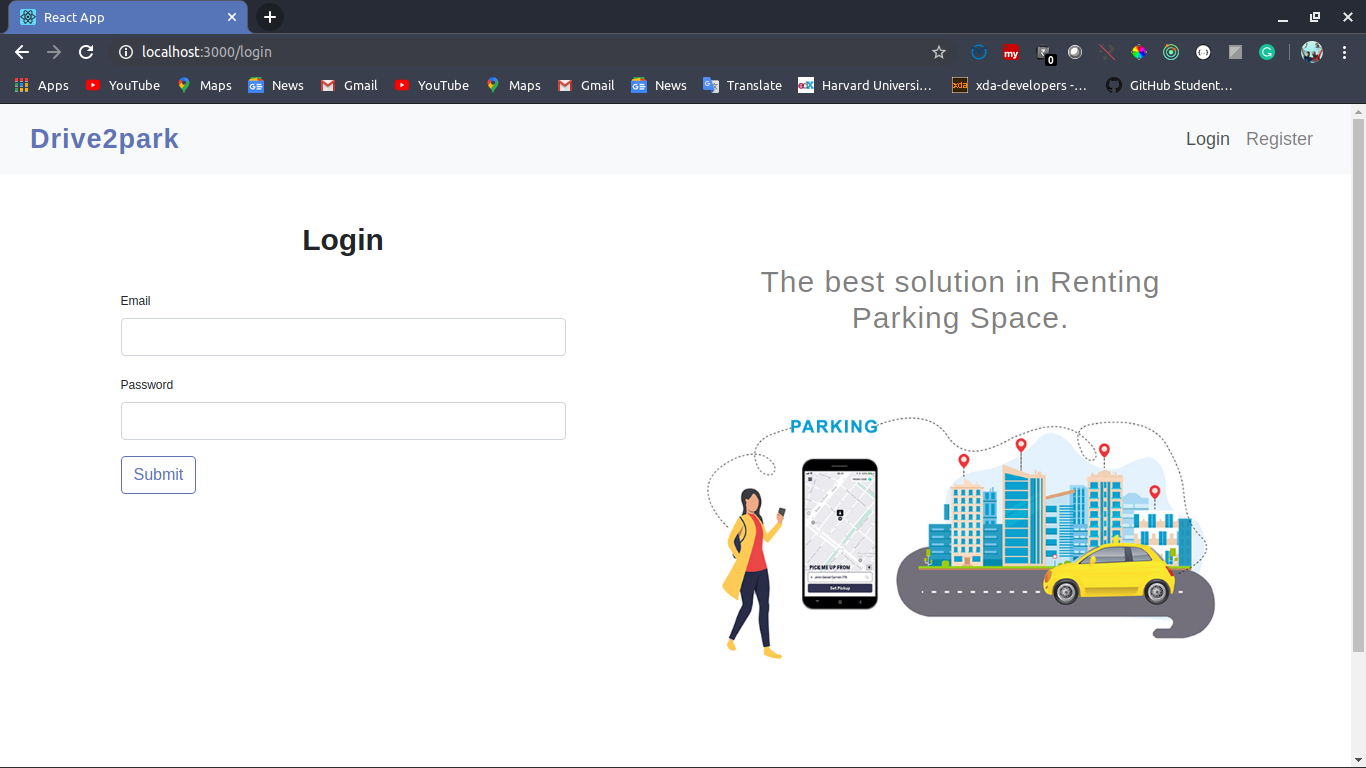 React App
localhost:3000/login
my
0
Apps YouTube Maps News Gmail YouTube Maps Gmail News Translate Harvard Universi… xda-developers -… GitHub Student…
Drive2park
Login Register
Login
Email
Password
Submit
The best solution in Renting
Parking Space.
PARKING
PICK ME UP FROM
Set Pickup